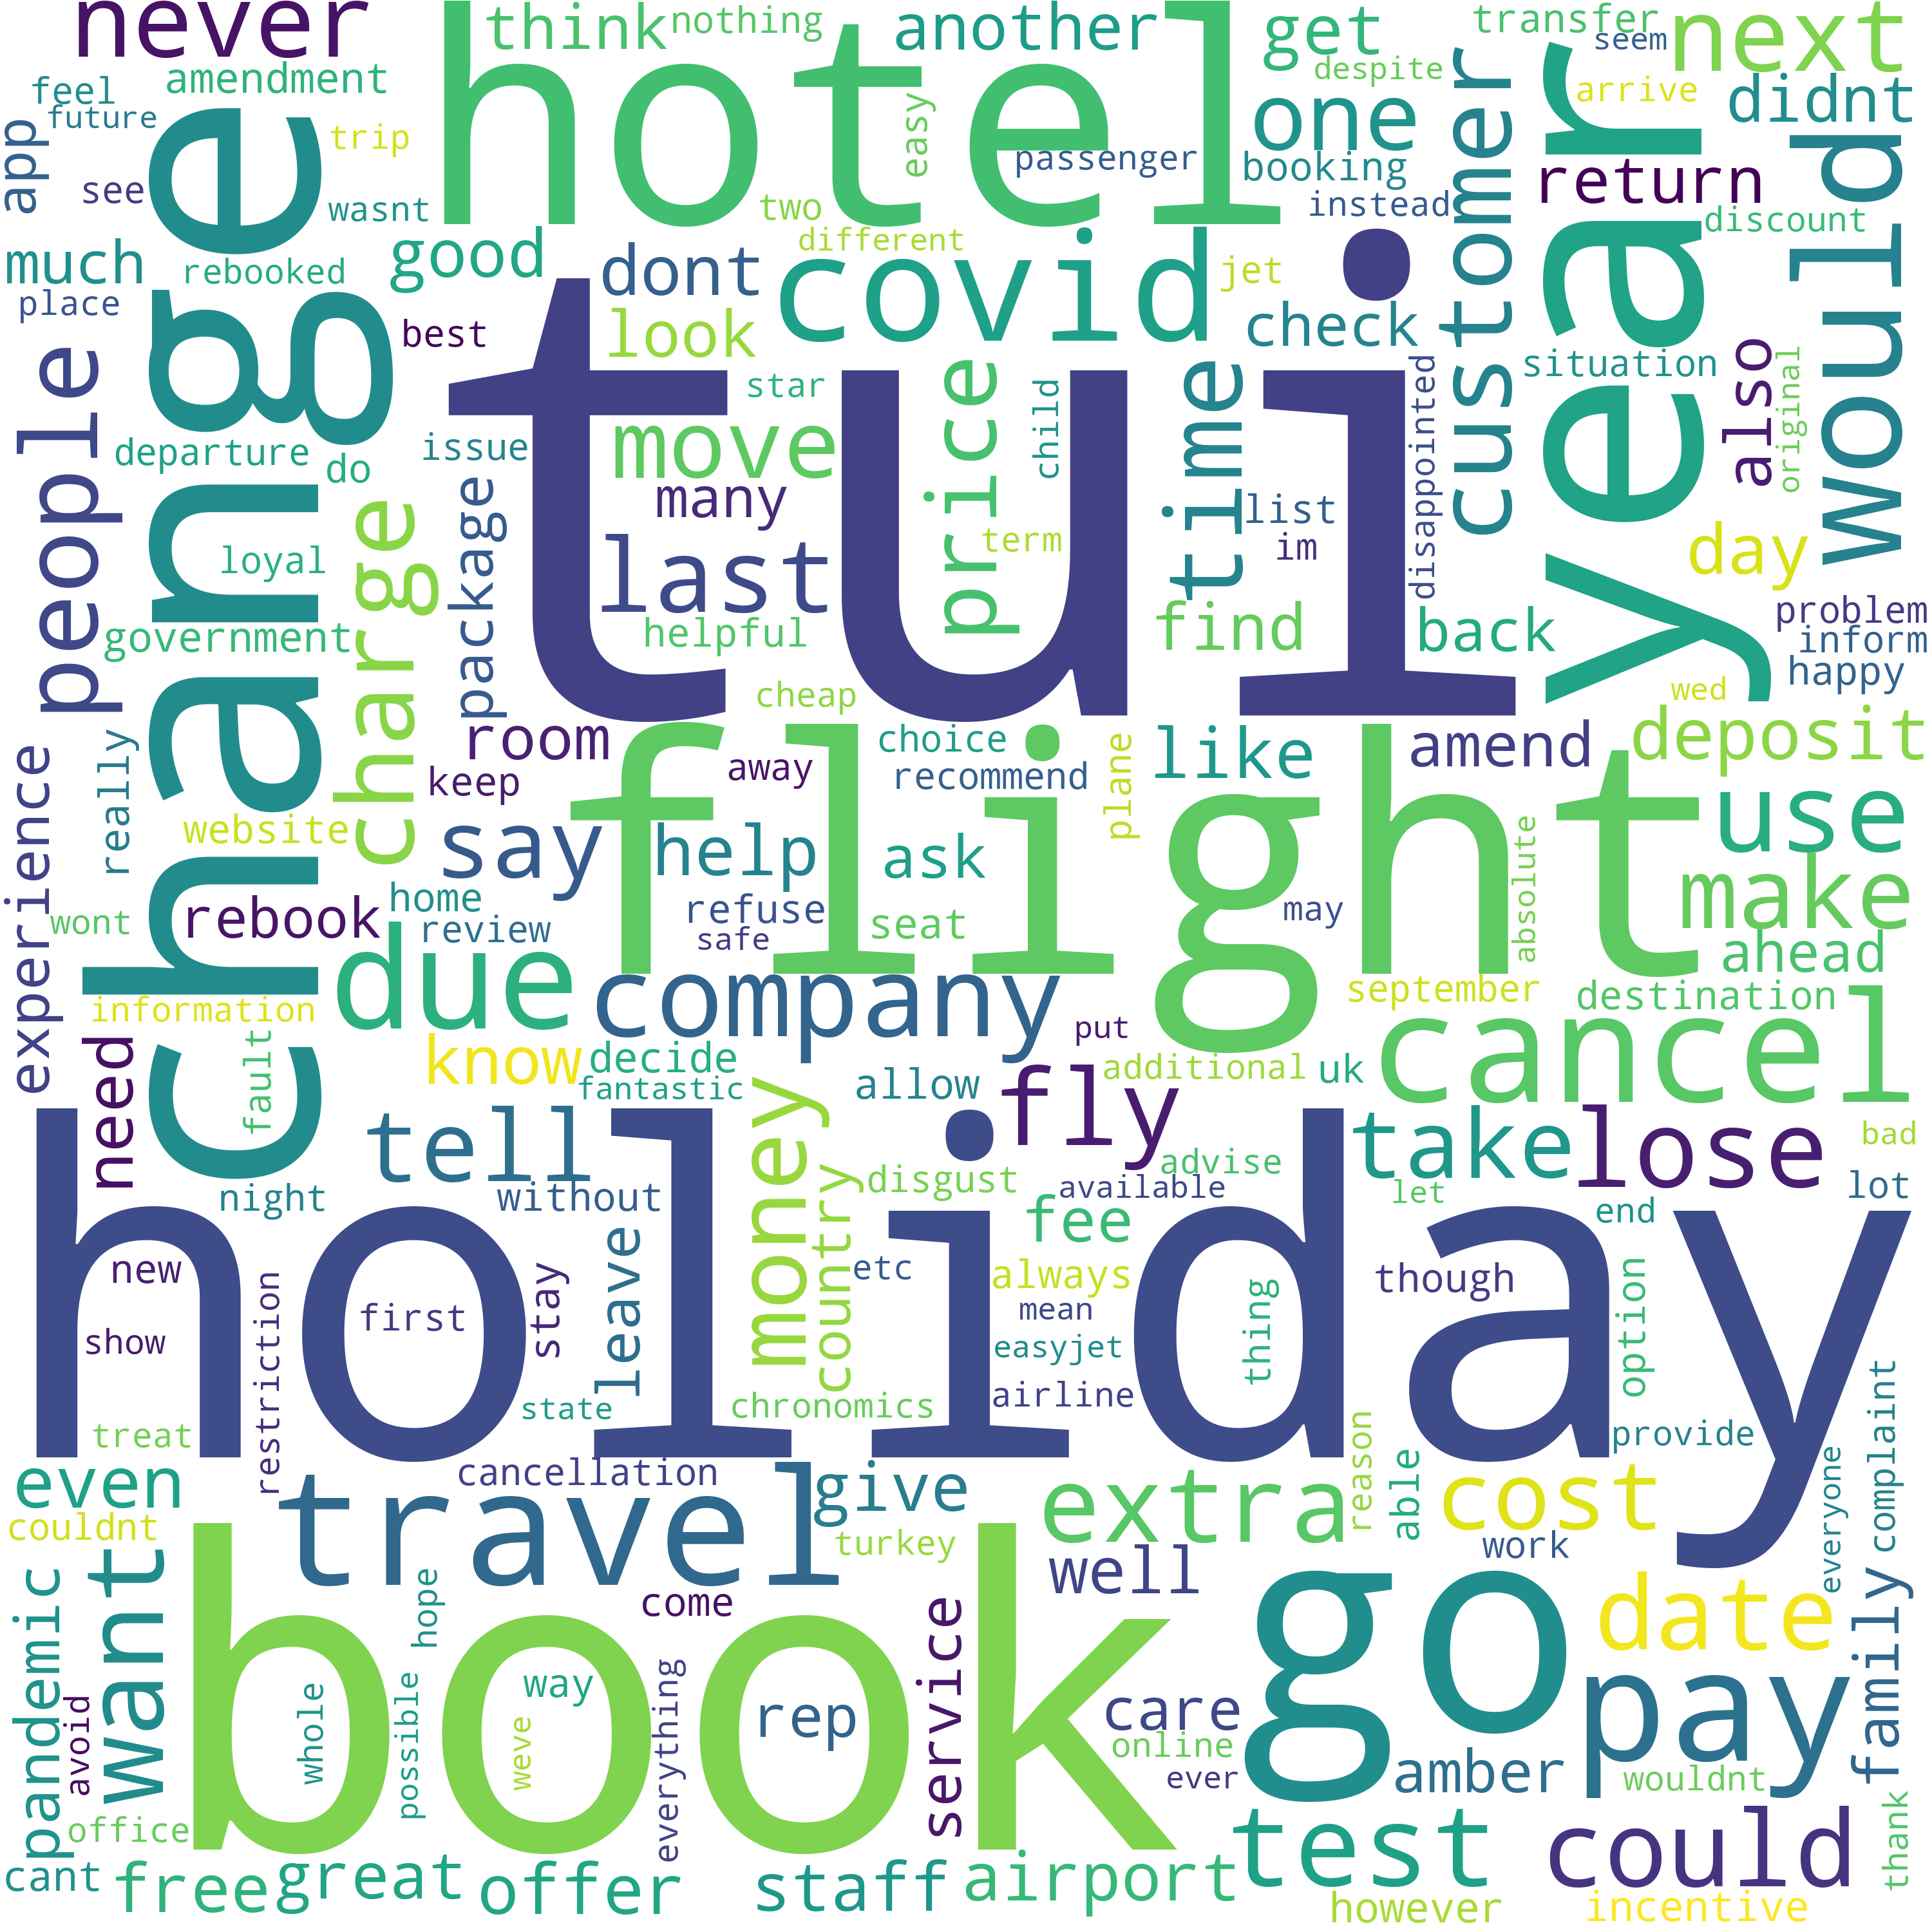 never
hotel
think
nothing
another
get
transfer
seem
next
feel
amendment
future
trip
app
see
wasnt
easy
despite
arrive
didnt
one
passenger
booking
instead
customer
year
return
would
two
different
discount
much
rebooked
place
good
dont
covid
jet
change
best
look
check
people
star
tui
price
child
time
situation
also
original
disappointed
departure
do
issue
move
many
term
list
im
day
charge
package
loyal
last
government
helpful
find
back
problem
inform
happy
cheap
wed
experience
really
room
keep
flight
away
choice
recommend
plane
like
amend
deposit
website
say
help
ask
use
make
wont
rebook
home
review
refuse
safe
seat
may
absolute
ahead
information
due
company
september
destination
cancel
need
fault
know
decide
fantastic
put
additional
uk
allow
fly
holiday
tell
money
country
disgust
advise
available
take
lose
bad
let
night
without
fee
end
lot
new
show
restriction
first
stay
leave
etc
always
mean
easyjet
thing
though
option
treat
state
chronomics
airline
reason
provide
complaint
everyone
even
couldnt
travel
cancellation
give
turkey
extra
able
cost
work
well
pandemic
want
hope
come
book
service
go
date
family
avoid
whole
possible
way
weve
everything
rep
care
online
ever
pay
amber
wouldnt
office
cant
free
great
offer
staff
airport
test
however
could
incentive
thank